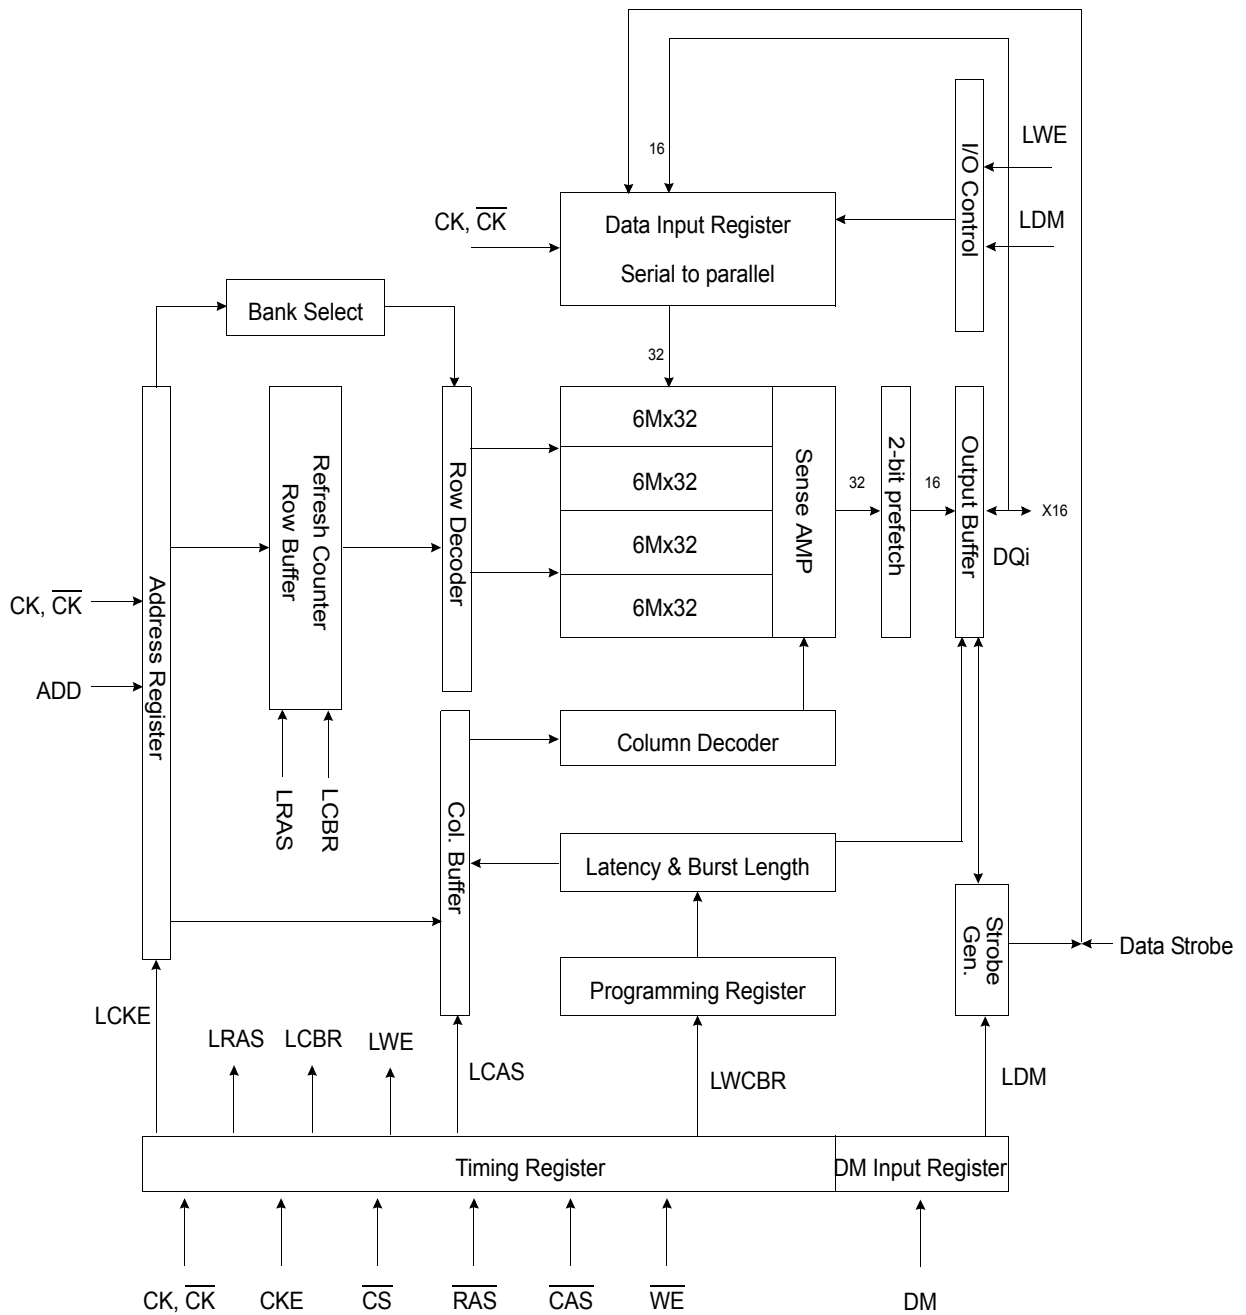 LWE
16
I/O Control
CK, CK
Data Input Register
Serial to parallel
LDM
Bank Select
32
6Mx32
6Mx32
6Mx32
6Mx32
Sense AMP
32
2-bit prefetch
16
Output Buffer
X16
DQi
Refresh Counter
Row Buffer
Row Decoder
Address Register
CK, CK
ADD
LRAS
LCBR
Col. Buffer
Column Decoder
Latency & Burst Length
Strobe
Gen.
Data Strobe
Programming Register
LCKE
LRAS
LCBR
LWE
LCAS
LWCBR
LDM
Timing Register
DM Input Register
CK, CK
CKE
CS
RAS
CAS
WE
DM